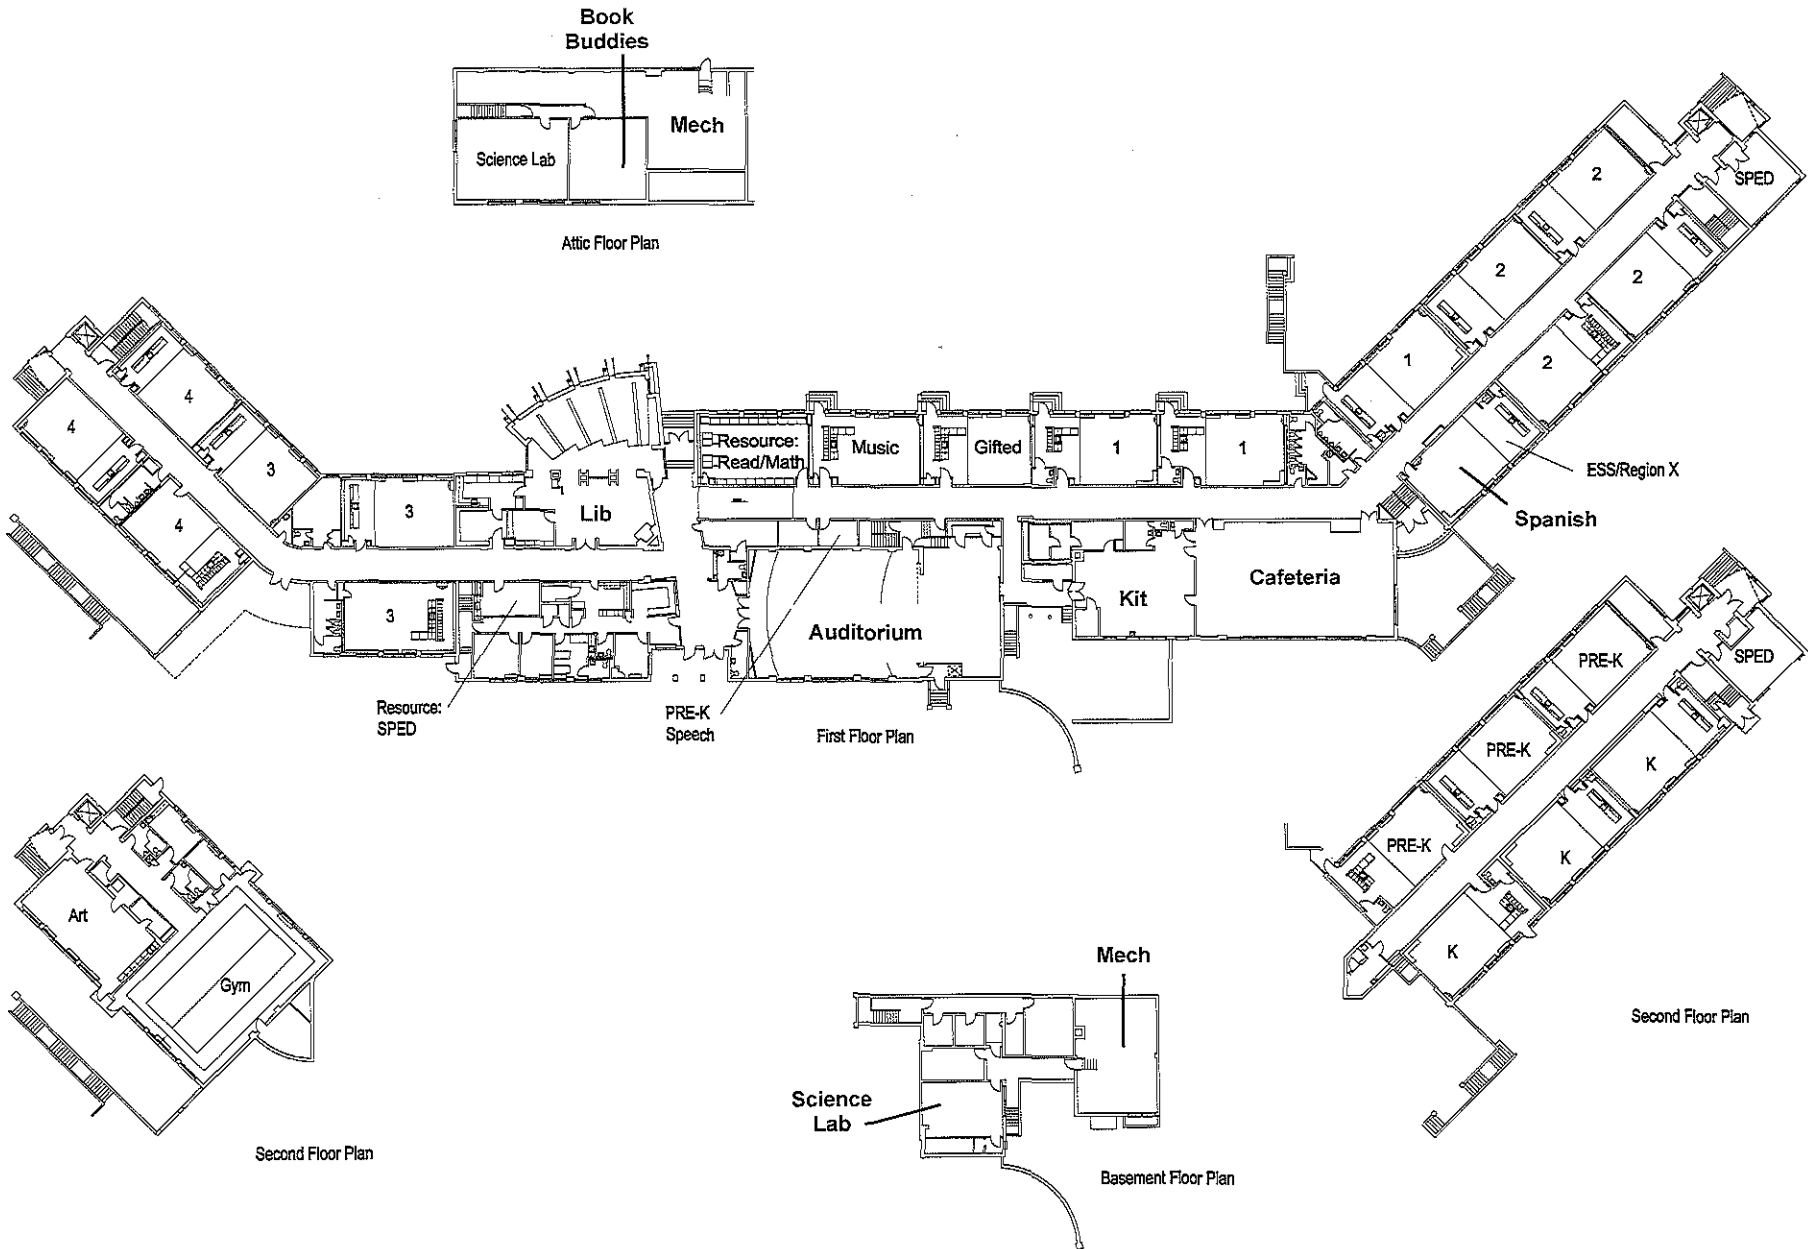 Book
Buddies
Mech
Science Lab
Attic Floor Plan
2
SPED
2
2
1
2
4
4
3
4
3
Lib
Resource:
Read/Math
Music
Gifted
1
1
ESS/Region X
Spanish
3
Auditorium
Kit
Cafeteria
Resource:
SPED
PRE-K
Speech
First Floor Plan
PRE-K
SPED
PRE-K
K
PRE-K
K
K
Second Floor Plan
Art
Gym
Second Floor Plan
Mech
Science
Lab
Basement Floor Plan